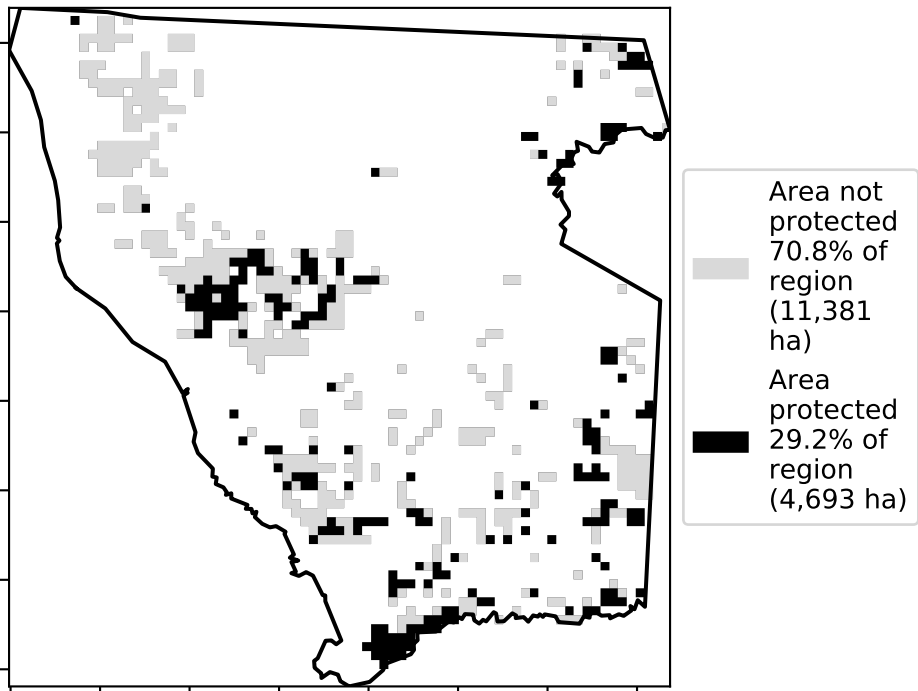 Area not
protected
70.8% of
region
(11,381
ha)
Area
protected
29.2% of
region
(4,693 ha)